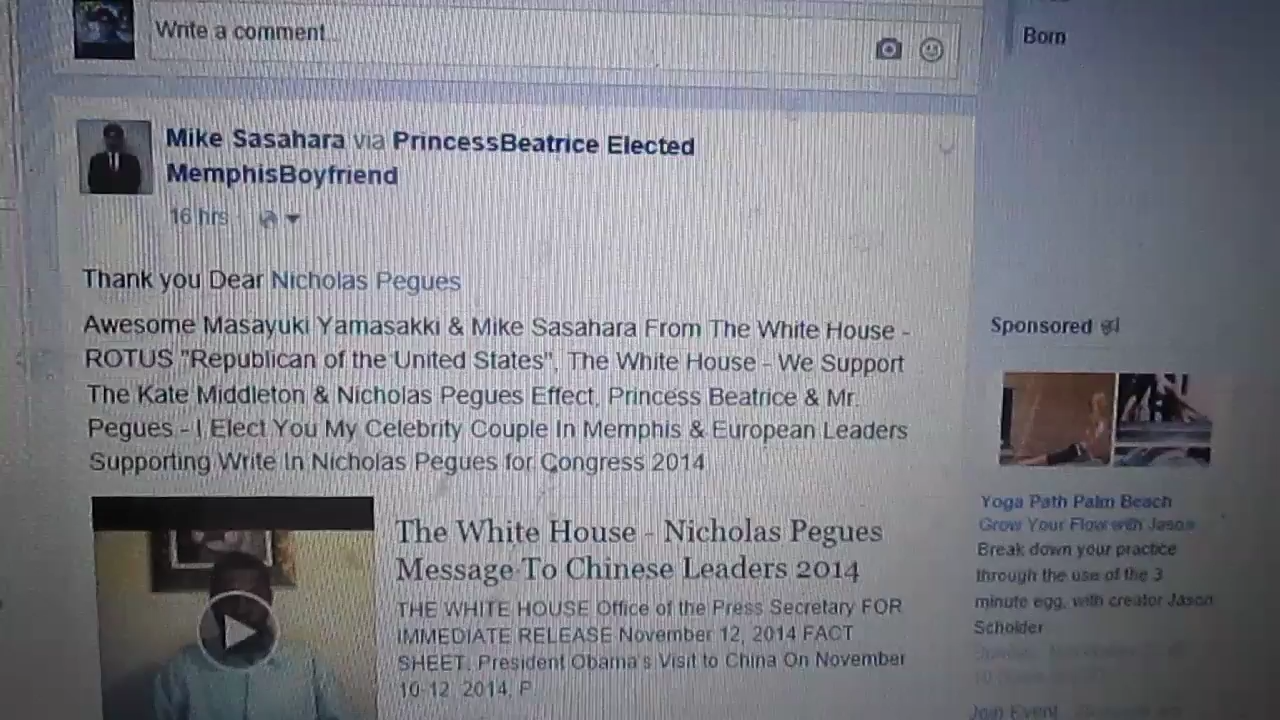 Write a comment...
Born
Mike Sasahara via PrincessBeatrice Elected
MemphisBoyfriend
16 hrs
Thank you Dear Nicholas Pegues
Awesome Masayuki Yamasakki & Mike Sasahara From The White House -
ROTUS "Republican of the United States", The White House - We Support
The Kate Middleton & Nicholas Pegues Effect, Princess Beatrice & Mr.
Pegues - I Elect You My Celebrity Couple In Memphis & European Leaders
Supporting Write In Nicholas Pegues for Congress 2014
The White House - Nicholas Pegues
Message To Chinese Leaders 2014
THE WHITE HOUSE Office of the Press Secretary FOR
IMMEDIATE RELEASE November 12, 2014 FACT
SHEET: President Obama's Visit to China On November
10-12, 2014, P
Sponsored
Yoga Path Palm Beach
Grow Your Flow with Jason
Break down your practice
through the use of the 3
minute egg, with creator Jason
Scholder
Join Event